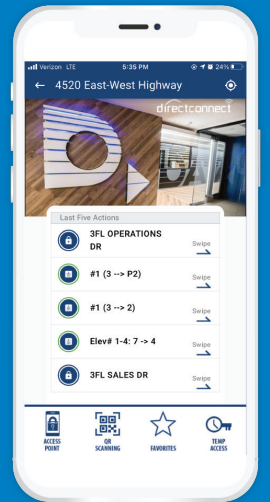 Verizon LTE 5:35 PM 24%
4520 East-West Highway
directconnect
Last Five Actions
3FL OPERATIONS
DR
Swipe
#1 (3 --> P2)
Swipe
#1 (3 --> 2)
Swipe
Elev# 1-4: 7 -> 4
Swipe
3FL SALES DR
Swipe
ACCESS
POINT
QR
SCANNING
FAVORITES
TEMP
ACCESS